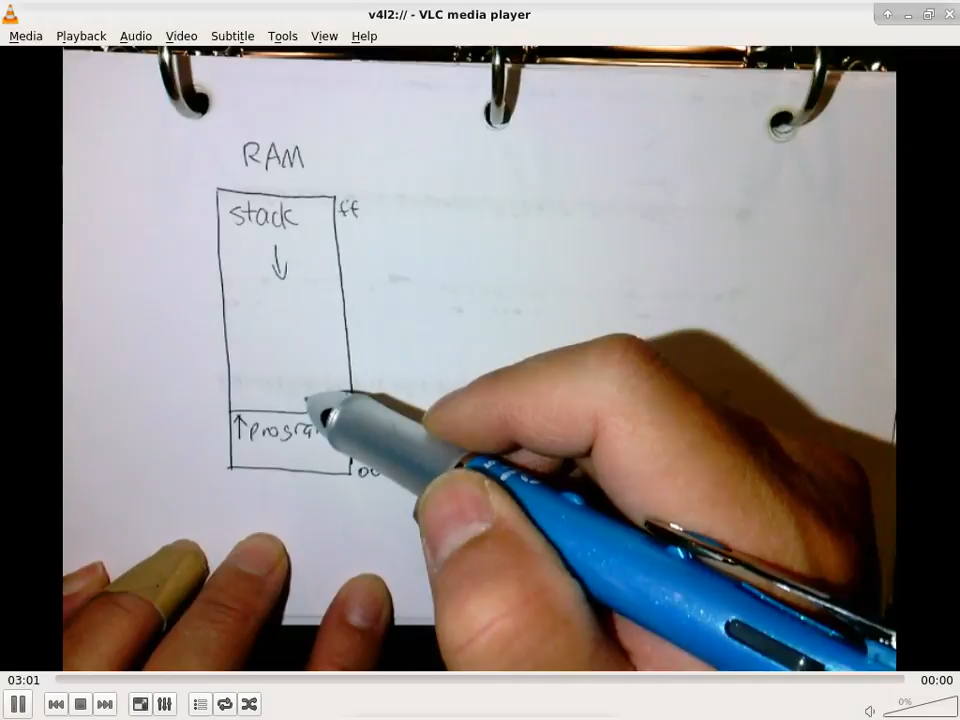 v4l2:// - VLC media player
Media Playback Audio Video Subtitle Tools View Help
RAM
stack
ff
↓
↑
03:01
00:00
0%